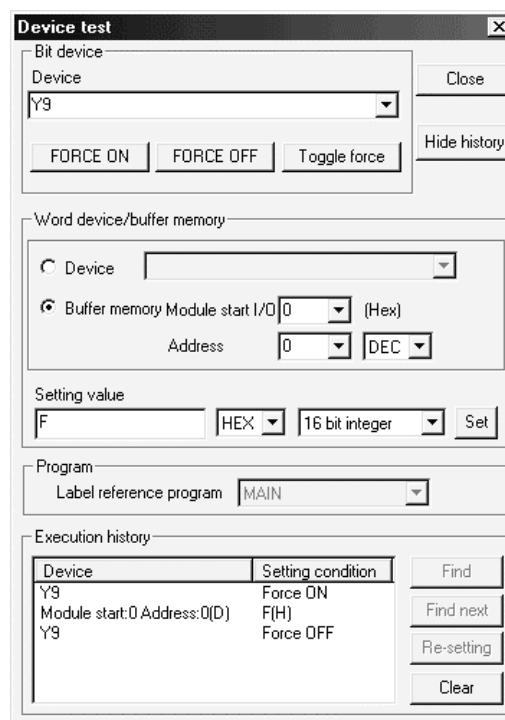 Device test
Bit device
Device
Close
Y9
FORCE ON FORCE OFF Toggle force
Hide history
Word device/buffer memory
Device
Buffer memory Module start I/O 0 (Hex)
Address 0 DEC
Setting value
F HEX 16 bit integer Set
Program
Label reference program MAIN
Execution history
Device Setting condition Find
Y9 Force ON
Module start:0 Address:0(D) F(H) Find next
Y9 Force OFF
Re-setting
Clear